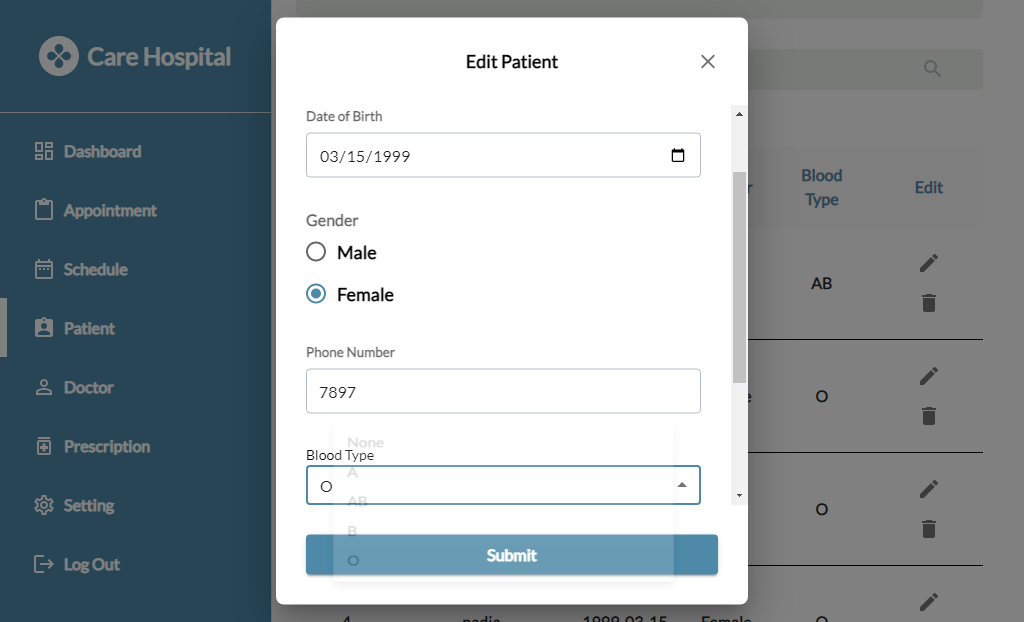 Care Hospital
Dashboard
Appointment
Schedule
Patient
Doctor
Prescription
Setting
Log Out
Edit Patient
Date of Birth
03/15/1999
Gender
Male
Female
Phone Number
7897
None
Blood Type
A
O
AB
B
O
Submit
Blood
Type
Edit
AB
O
O
4 nadia 1999-03-15 Female O